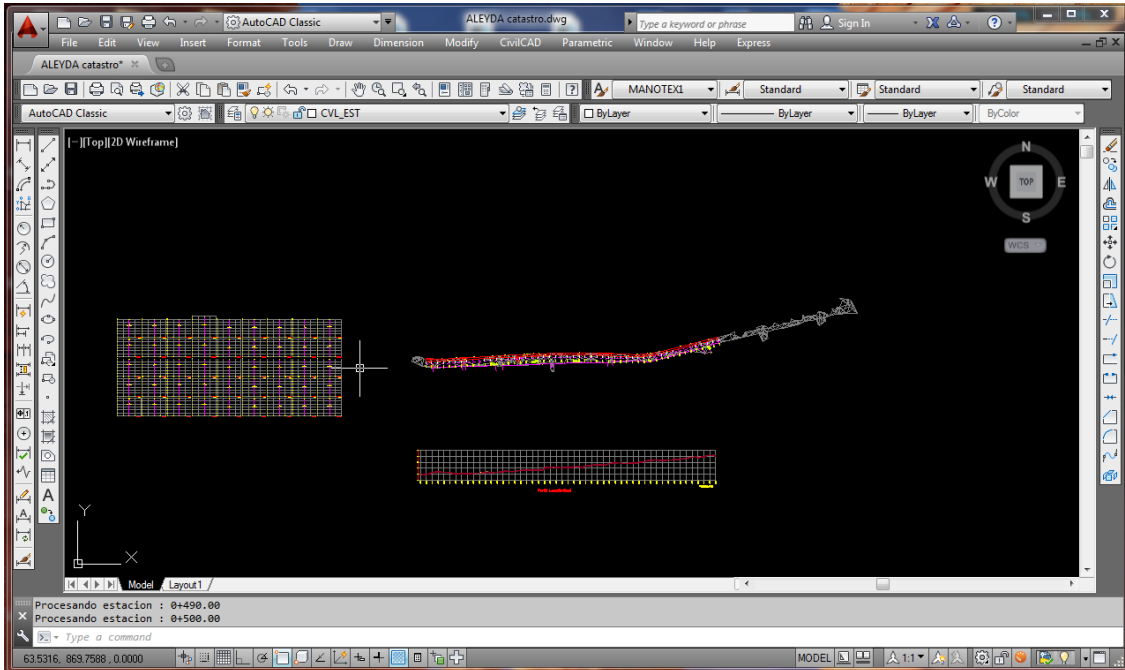 AutoCAD Classic ALEYDA catastro.dwg Type a keyword or phrase Sign In
File Edit View Insert Format Tools Draw Dimension Modify CivilCAD Parametric Window Help Express
ALEYDA catastro*
MANOTEX1 Standard Standard Standard
AutoCAD Classic CVL_EST ByLayer ByLayer ByLayer ByColor
[−][Top][2D Wireframe]
N
W TOP E
S
WCS
Y
X
Model Layout1
Procesando estacion : 0+490.00
Procesando estacion : 0+500.00
Type a command
63.5316, 869.7588, 0.0000 MODEL 1:1